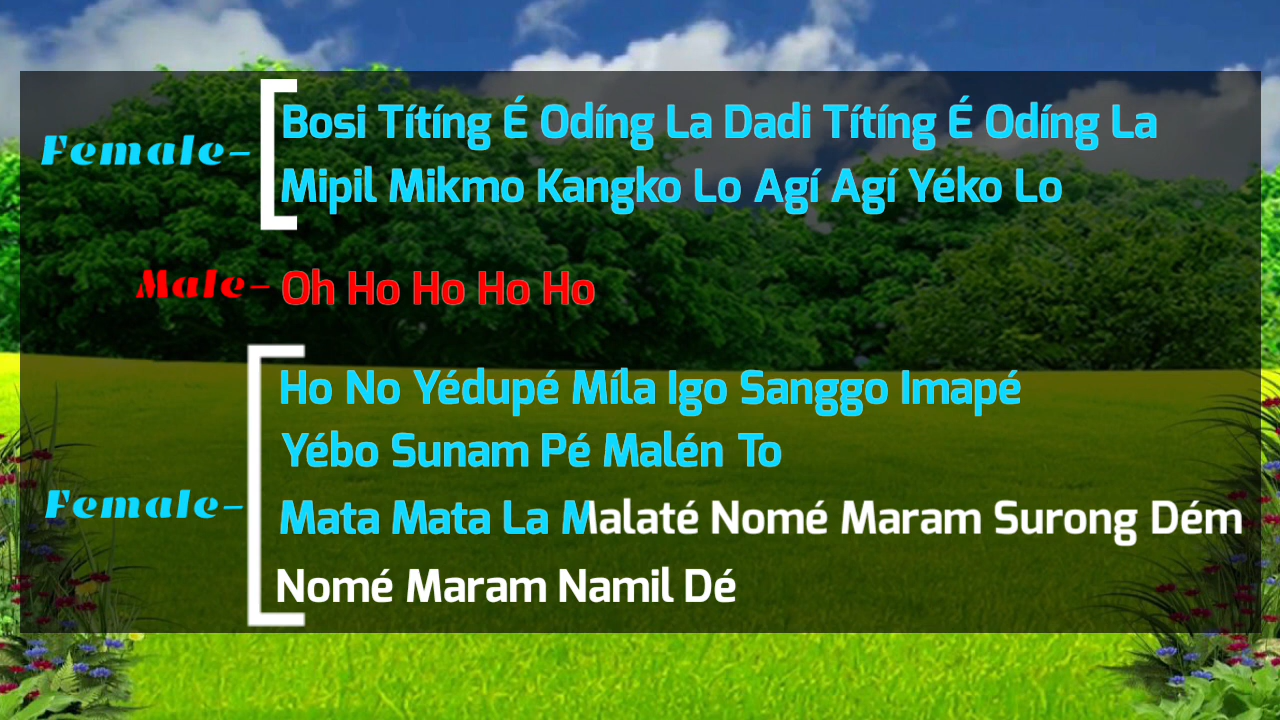 Female-
Bosi Títíng É Odíng La Dadi Títíng É Odíng La
Mipil Mikmo Kangko Lo Agí Agí Yéko Lo
Male- Oh Ho Ho Ho Ho
Female-
Ho No Yédupé Míla Igo Sanggo Imapé
Yébo Sunam Pé Malén To
Mata Mata La Malaté Nomé Maram Surong Dém
Nomé Maram Namil Dé